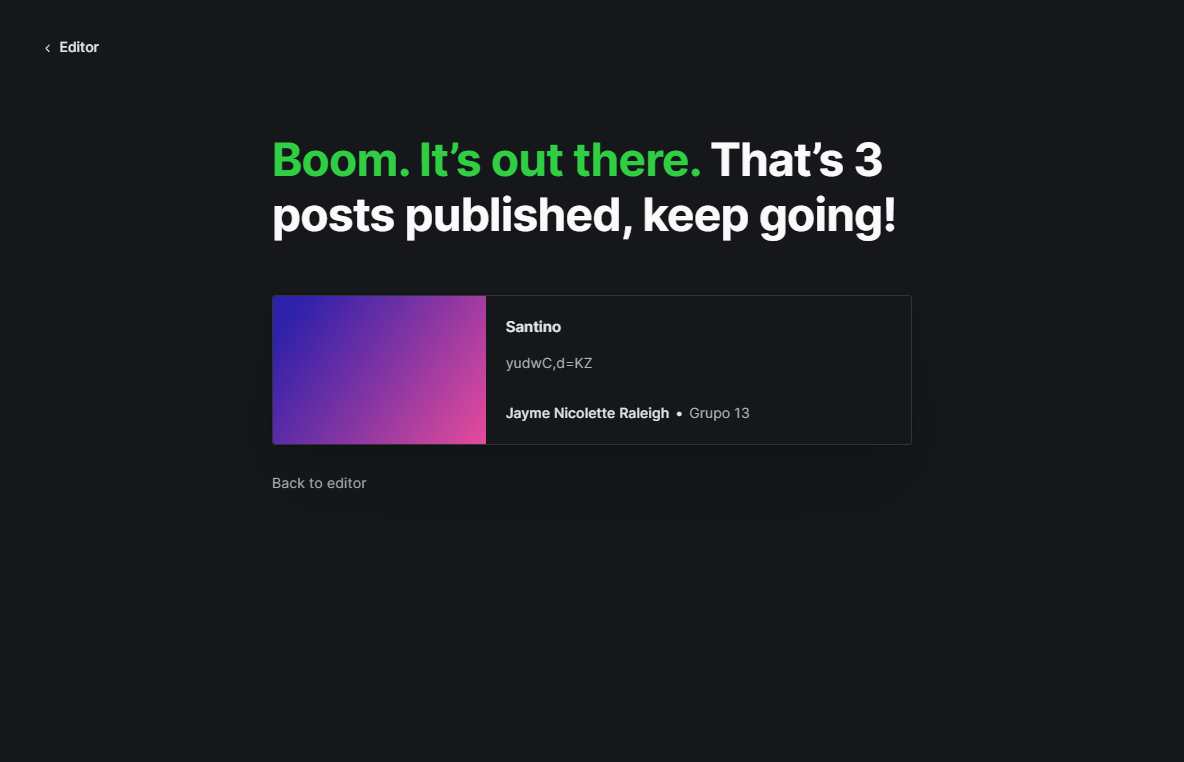 Editor
Boom. It’s out there. That’s 3
posts published, keep going!
Santino
yudwC,d=KZ
Jayme Nicolette Raleigh • Grupo 13
Back to editor